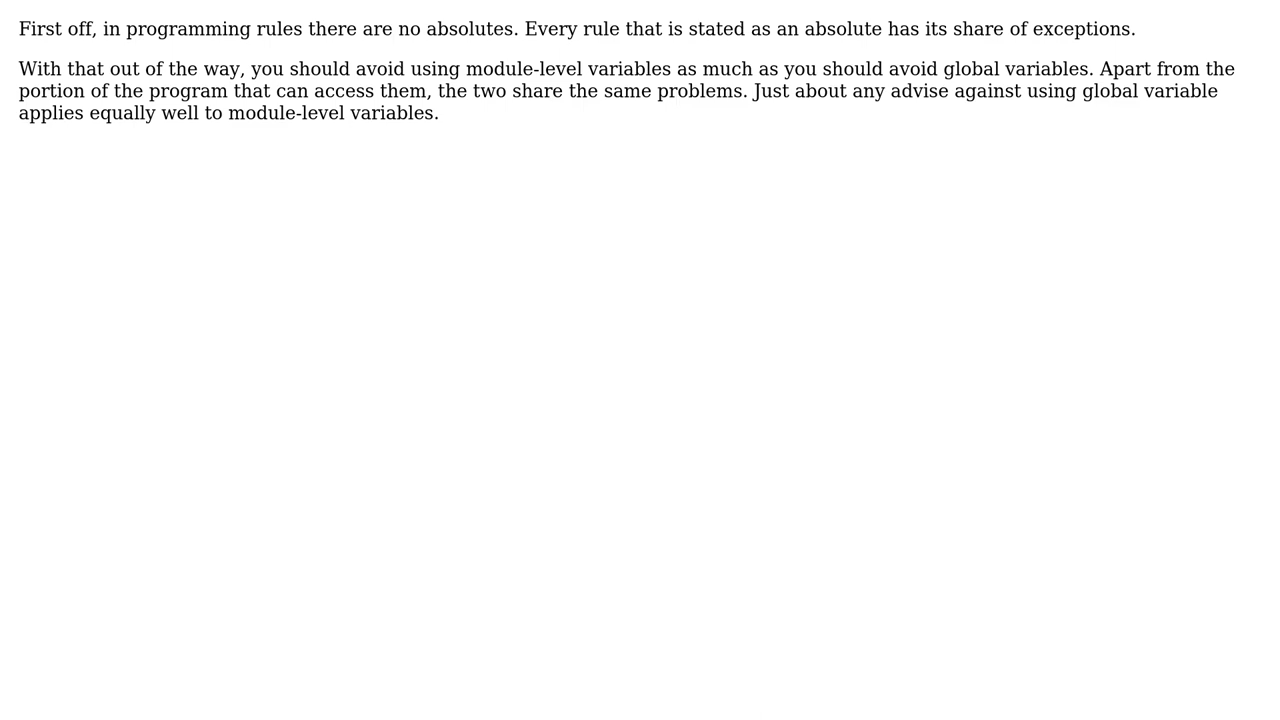 First off, in programming rules there are no absolutes. Every rule that is stated as an absolute has its share of exceptions.
With that out of the way, you should avoid using module-level variables as much as you should avoid global variables. Apart from the
portion of the program that can access them, the two share the same problems. Just about any advise against using global variable
applies equally well to module-level variables.